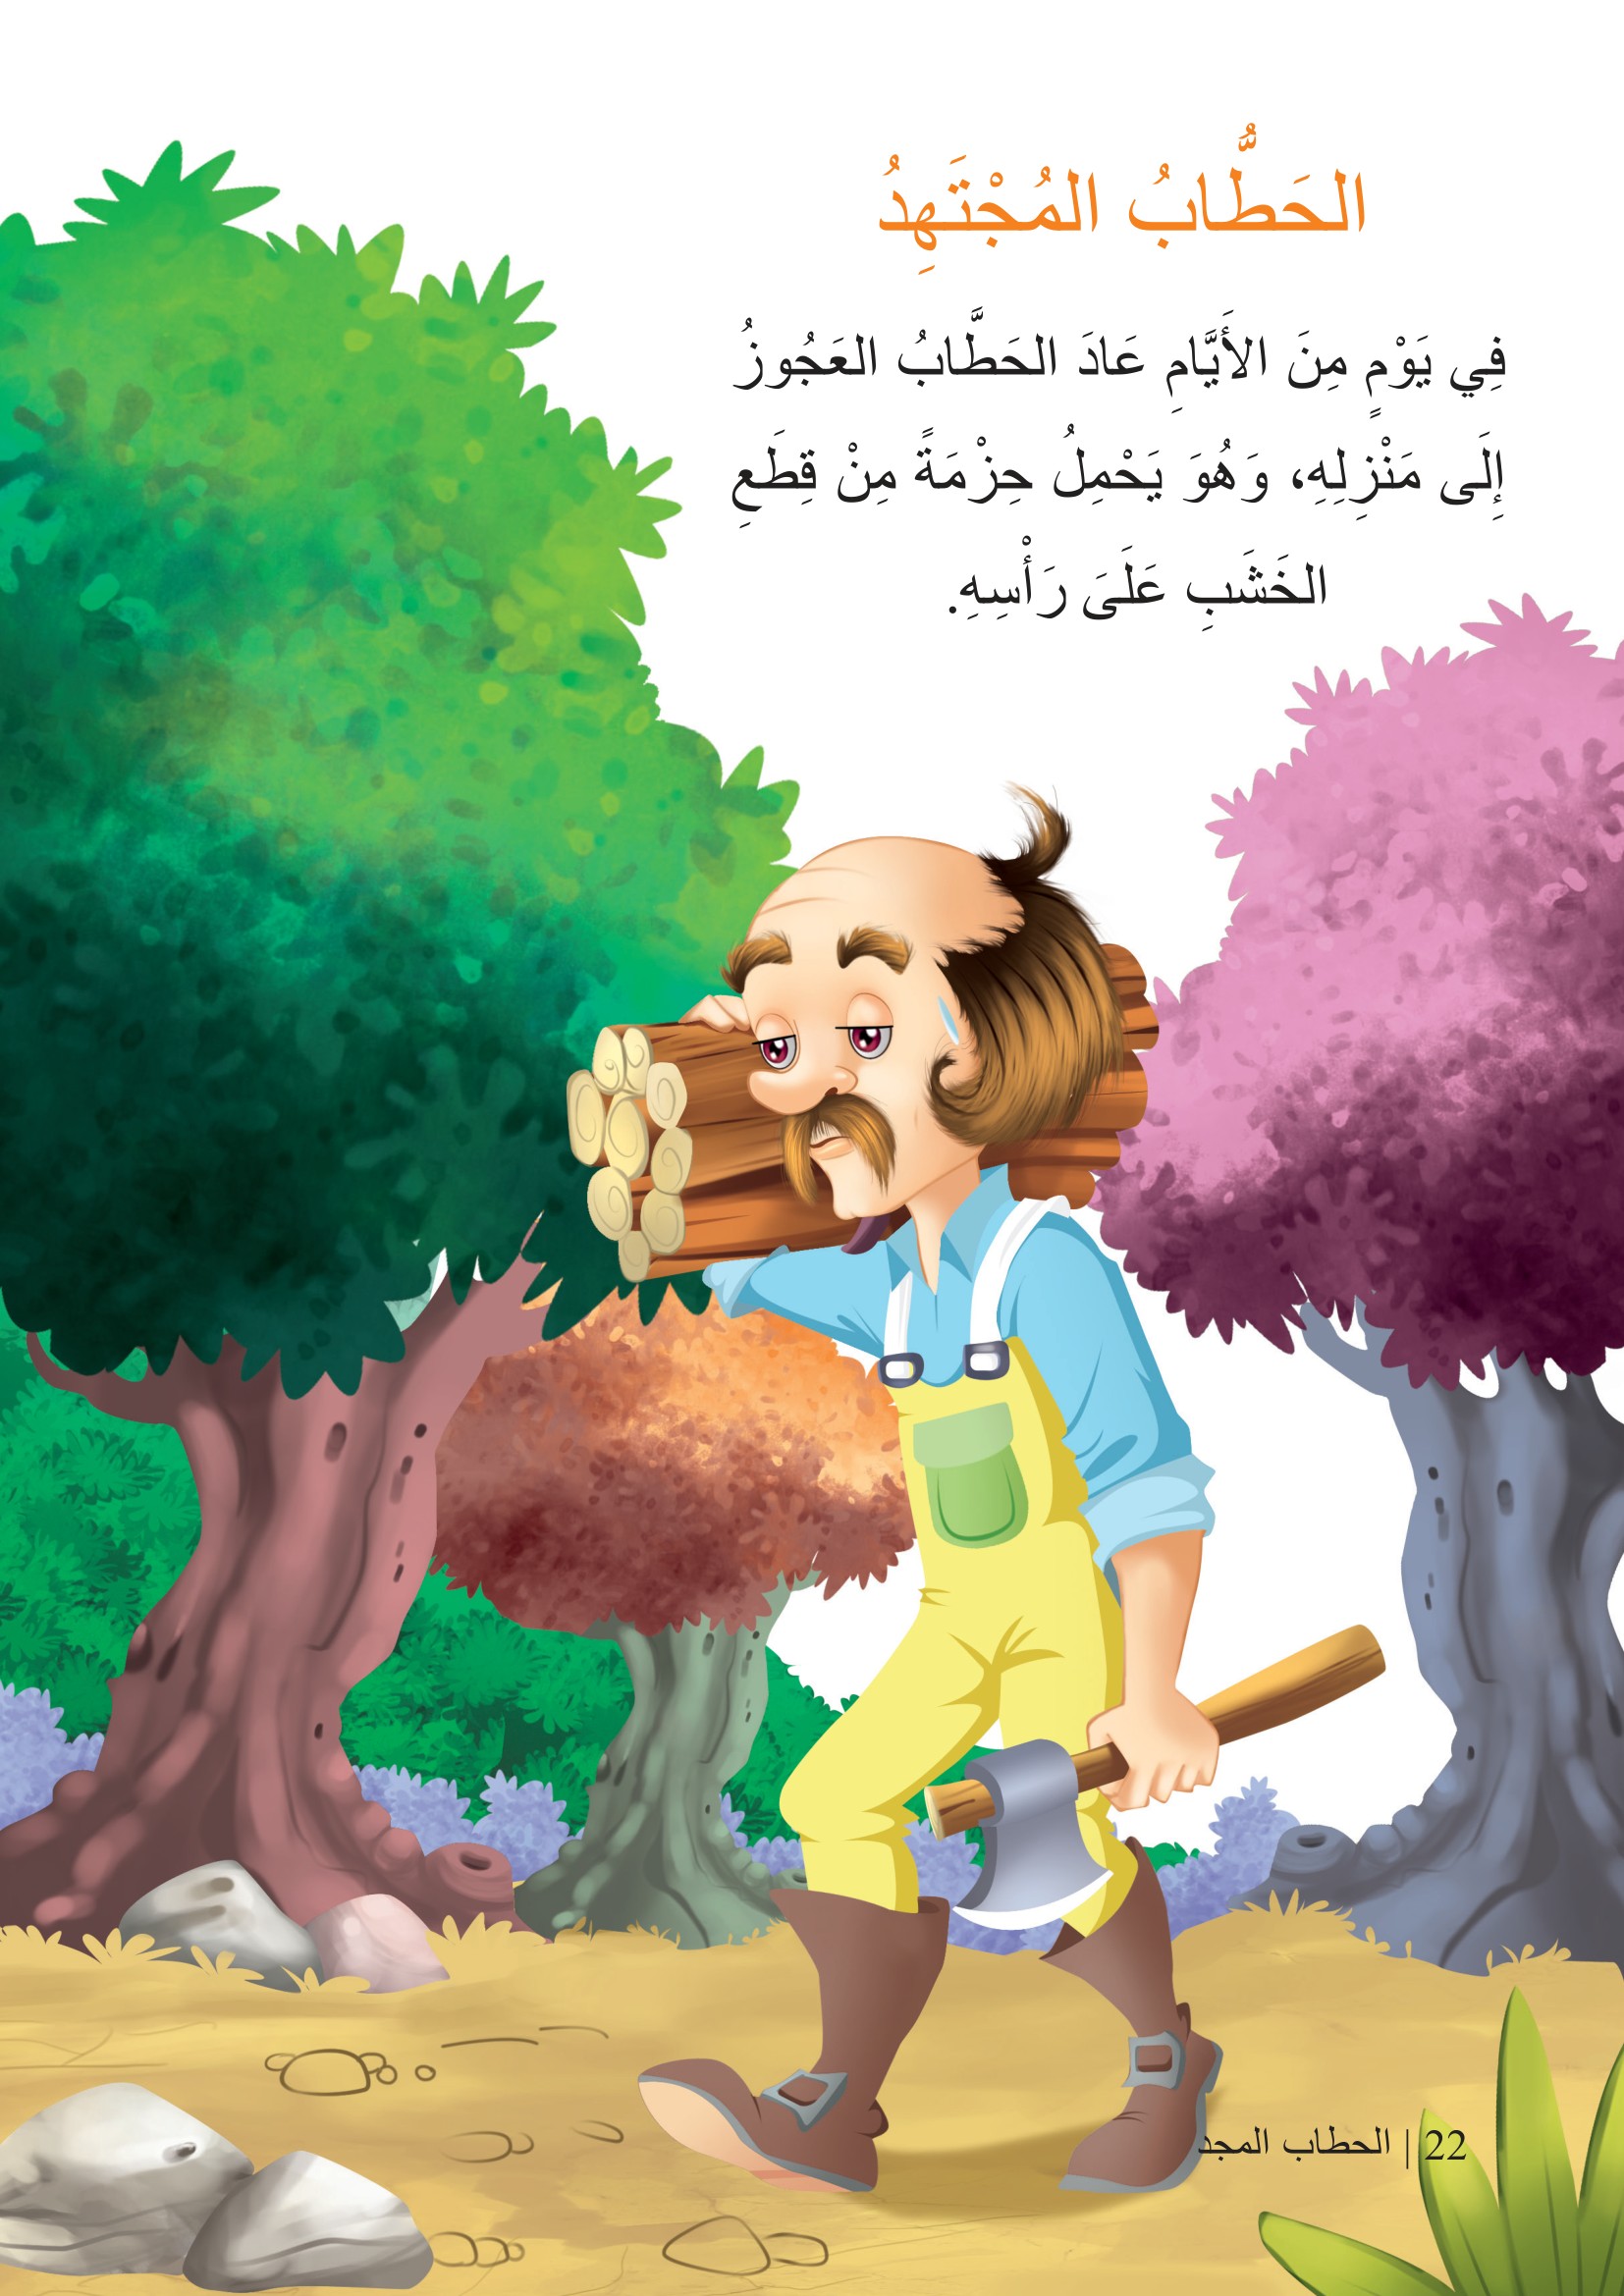 الحَطُّابُ المُجْتَهِدُ
فِي يَوْمٍ مِنَ الأَيَّامِ عَادَ الحَطَّابُ العَجُوزُ
إِلَى مَنْزِلِهِ، وَهُوَ يَحْمِلُ حِزْمَةً مِنْ قِطَعِ
الخَشَبِ عَلَىَ رَأْسِهِ.
22 | الحطاب المجد